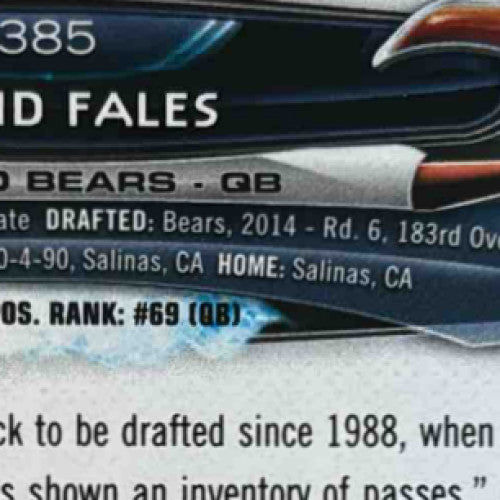 385
ID FALES
BEARS - QB
ate DRAFTED: Bears, 2014 - Rd. 6, 183rd Ove
0-4-90, Salinas, CA HOME: Salinas, CA
OS. RANK: #69 (QB)
ck to be drafted since 1988, when
s shown an inventory of passes."